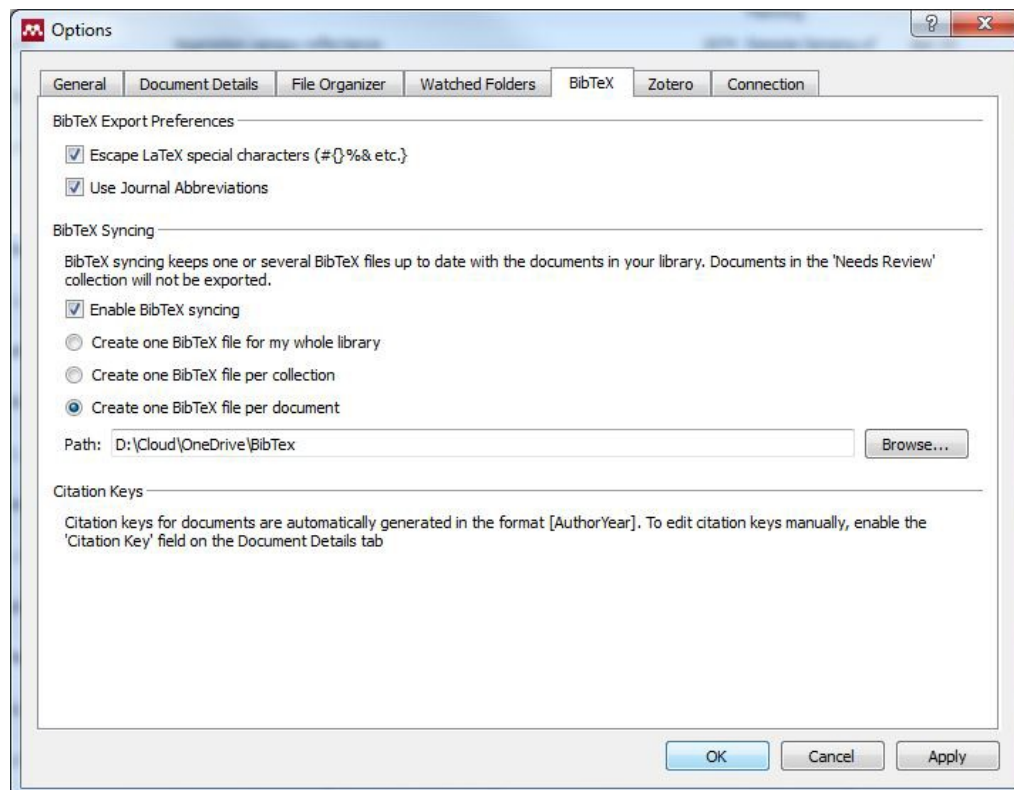 Options
General Document Details File Organizer Watched Folders BibTeX Zotero Connection
BibTeX Export Preferences
Escape LaTeX special characters (#{}%& etc.}
Use Journal Abbreviations
BibTeX Syncing
BibTeX syncing keeps one or several BibTeX files up to date with the documents in your library. Documents in the 'Needs Review'
collection will not be exported.
Enable BibTeX syncing
Create one BibTeX file for my whole library
Create one BibTeX file per collection
Create one BibTeX file per document
Path: D:\Cloud\OneDrive\BibTex Browse...
Citation Keys
Citation keys for documents are automatically generated in the format [AuthorYear]. To edit citation keys manually, enable the
'Citation Key' field on the Document Details tab
OK Cancel Apply